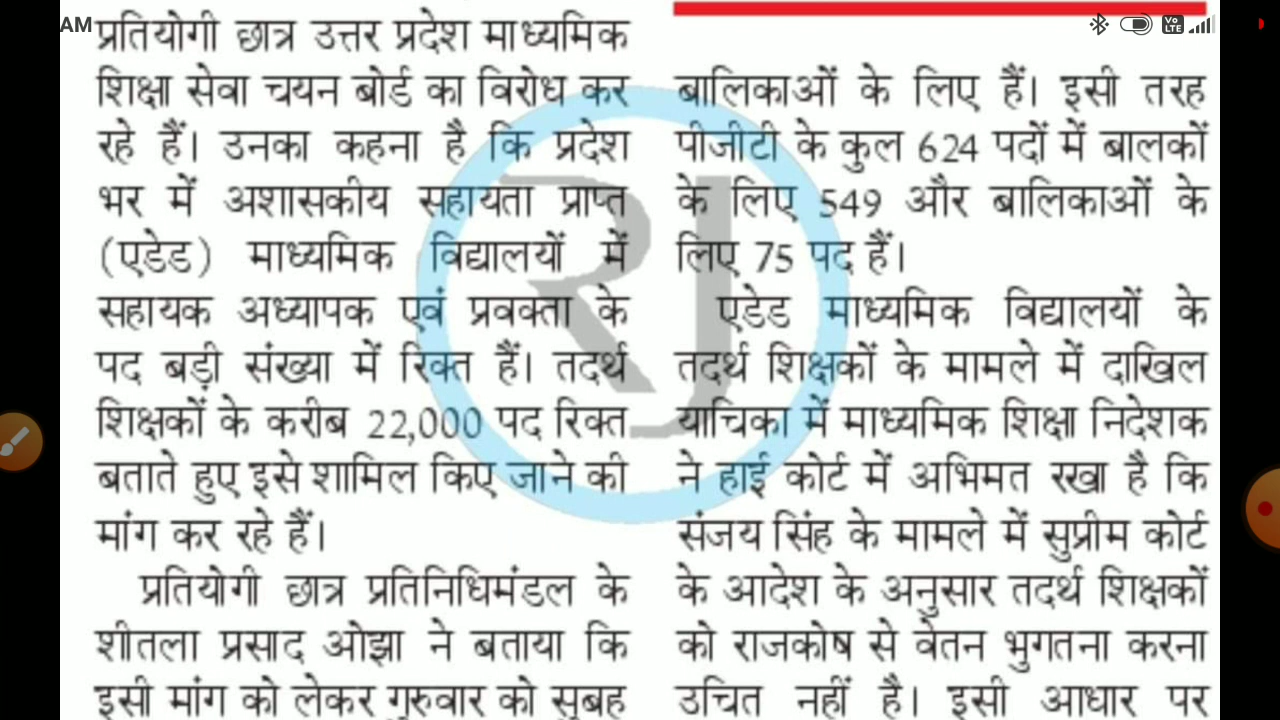 AM
Vo
LTE
प्रतियोगी छात्र उत्तर प्रदेश माध्यमिक
शिक्षा सेवा चयन बोर्ड का विरोध कर
रहे हैं। उनका कहना है कि प्रदेश
भर में अशासकीय सहायता प्राप्त
(एडेड) माध्यमिक विद्यालयों में
सहायक अध्यापक एवं प्रवक्ता के
पद बड़ी संख्या में रिक्त हैं। तदर्थ
शिक्षकों के करीब 22,000 पद रिक्त
बताते हुए इसे शामिल किए जाने की
मांग कर रहे हैं।
प्रतियोगी छात्र प्रतिनिधिमंडल के
शीतला प्रसाद ओझा ने बताया कि
इसी मांग को लेकर गुरुवार को सुबह
बालिकाओं के लिए हैं। इसी तरह
पीजीटी के कुल 624 पदों में बालकों
के लिए 549 और बालिकाओं के
लिए 75 पद हैं।
एडेड माध्यमिक विद्यालयों के
तदर्थ शिक्षकों के मामले में दाखिल
याचिका में माध्यमिक शिक्षा निदेशक
ने हाई कोर्ट में अभिमत रखा है कि
संजय सिंह के मामले में सुप्रीम कोर्ट
के आदेश के अनुसार तदर्थ शिक्षकों
को राजकोष से वेतन भुगतना करना
उचित नहीं है। इसी आधार पर
RJ